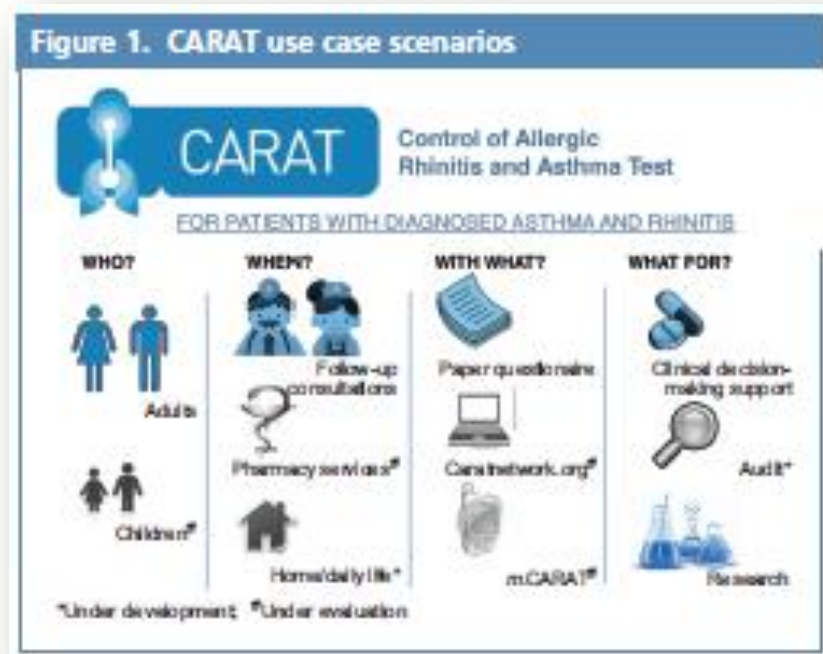 Figure 1. CARAT use case scenarios
CARAT
Control of Allergic
Rhinitis and Asthma Test
FOR PATIENTS WITH DIAGNOSED ASTHMA AND RHINITIS
WHO?
Adults
Children#
WHEN?
Follow-up
consultations
Pharmacy services#
Home/daily life*
WITH WHAT?
Paper questionaire
Caratnetwork.org#
m.CARAT#
WHAT FOR?
Clinical decision-
making support
Audit*
Research
*Under development; #Under evaluation